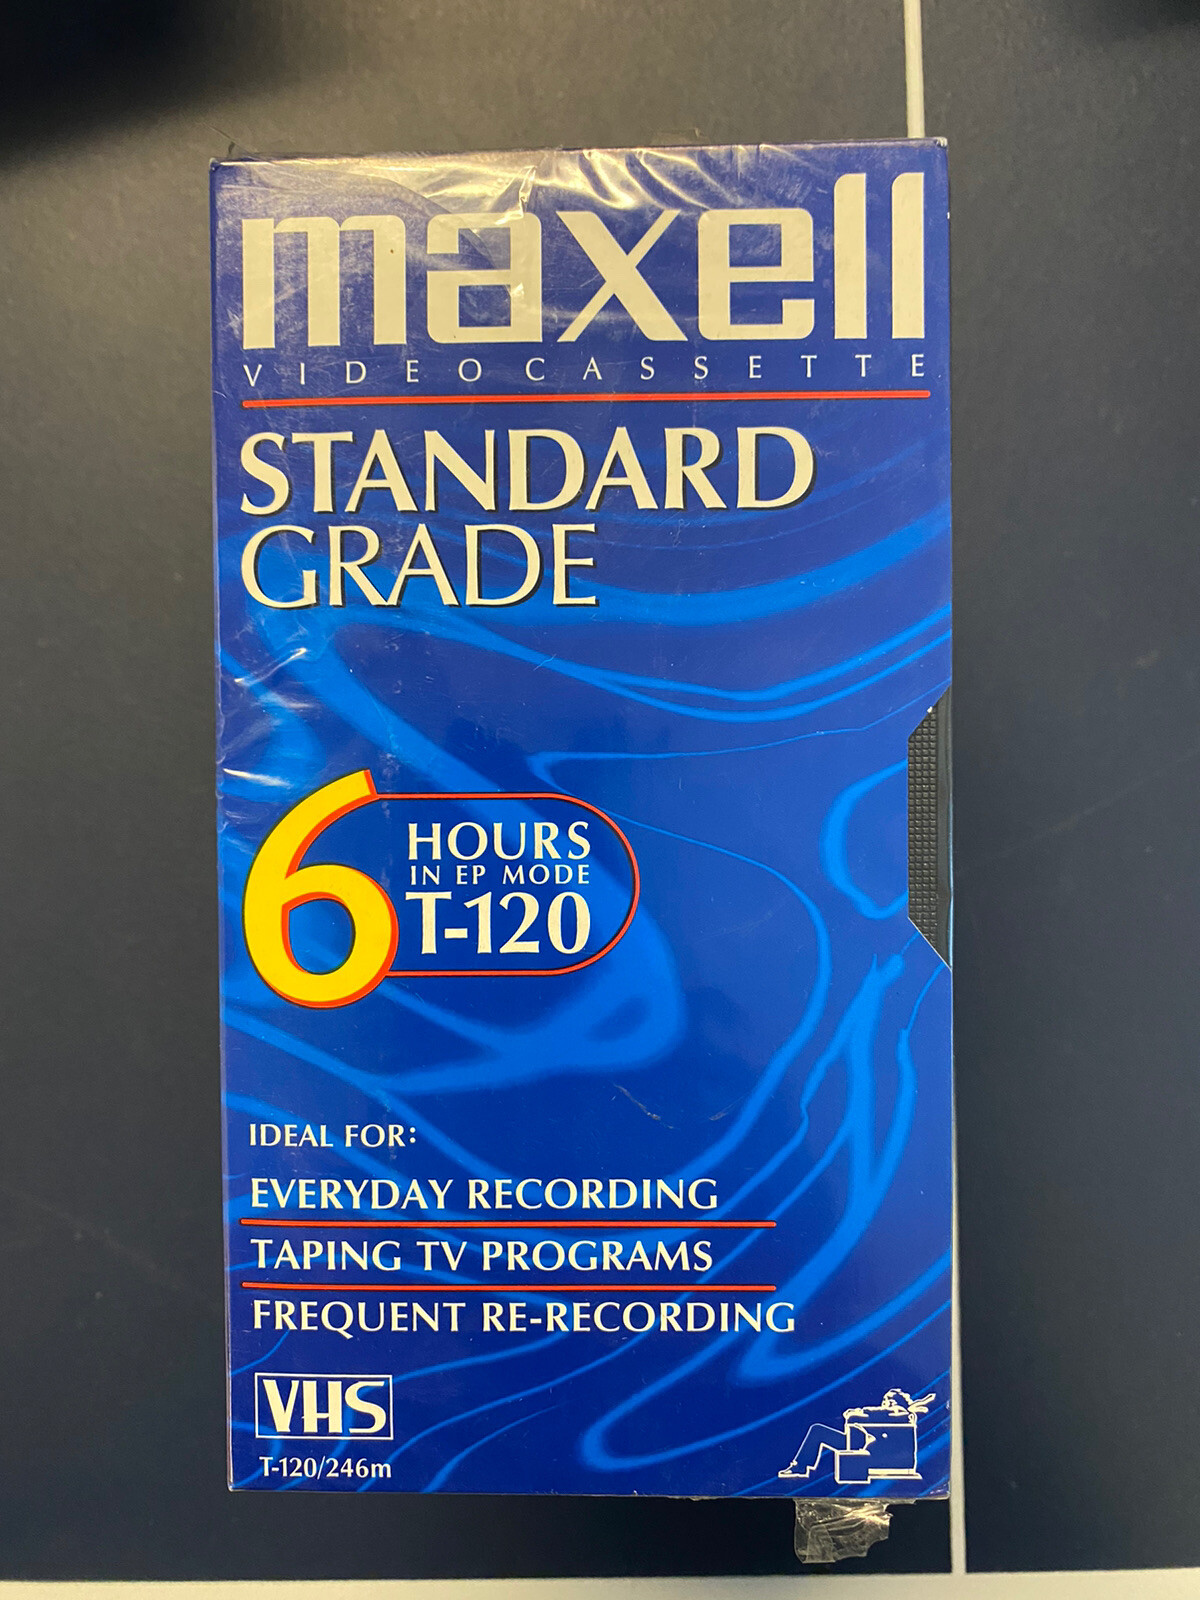 maxell
VIDEOCASSETTE
STANDARD
GRADE
6 HOURS
IN EP MODE
T-120
IDEAL FOR:
EVERYDAY RECORDING
TAPING TV PROGRAMS
FREQUENT RE-RECORDING
VHS
T-120/246m